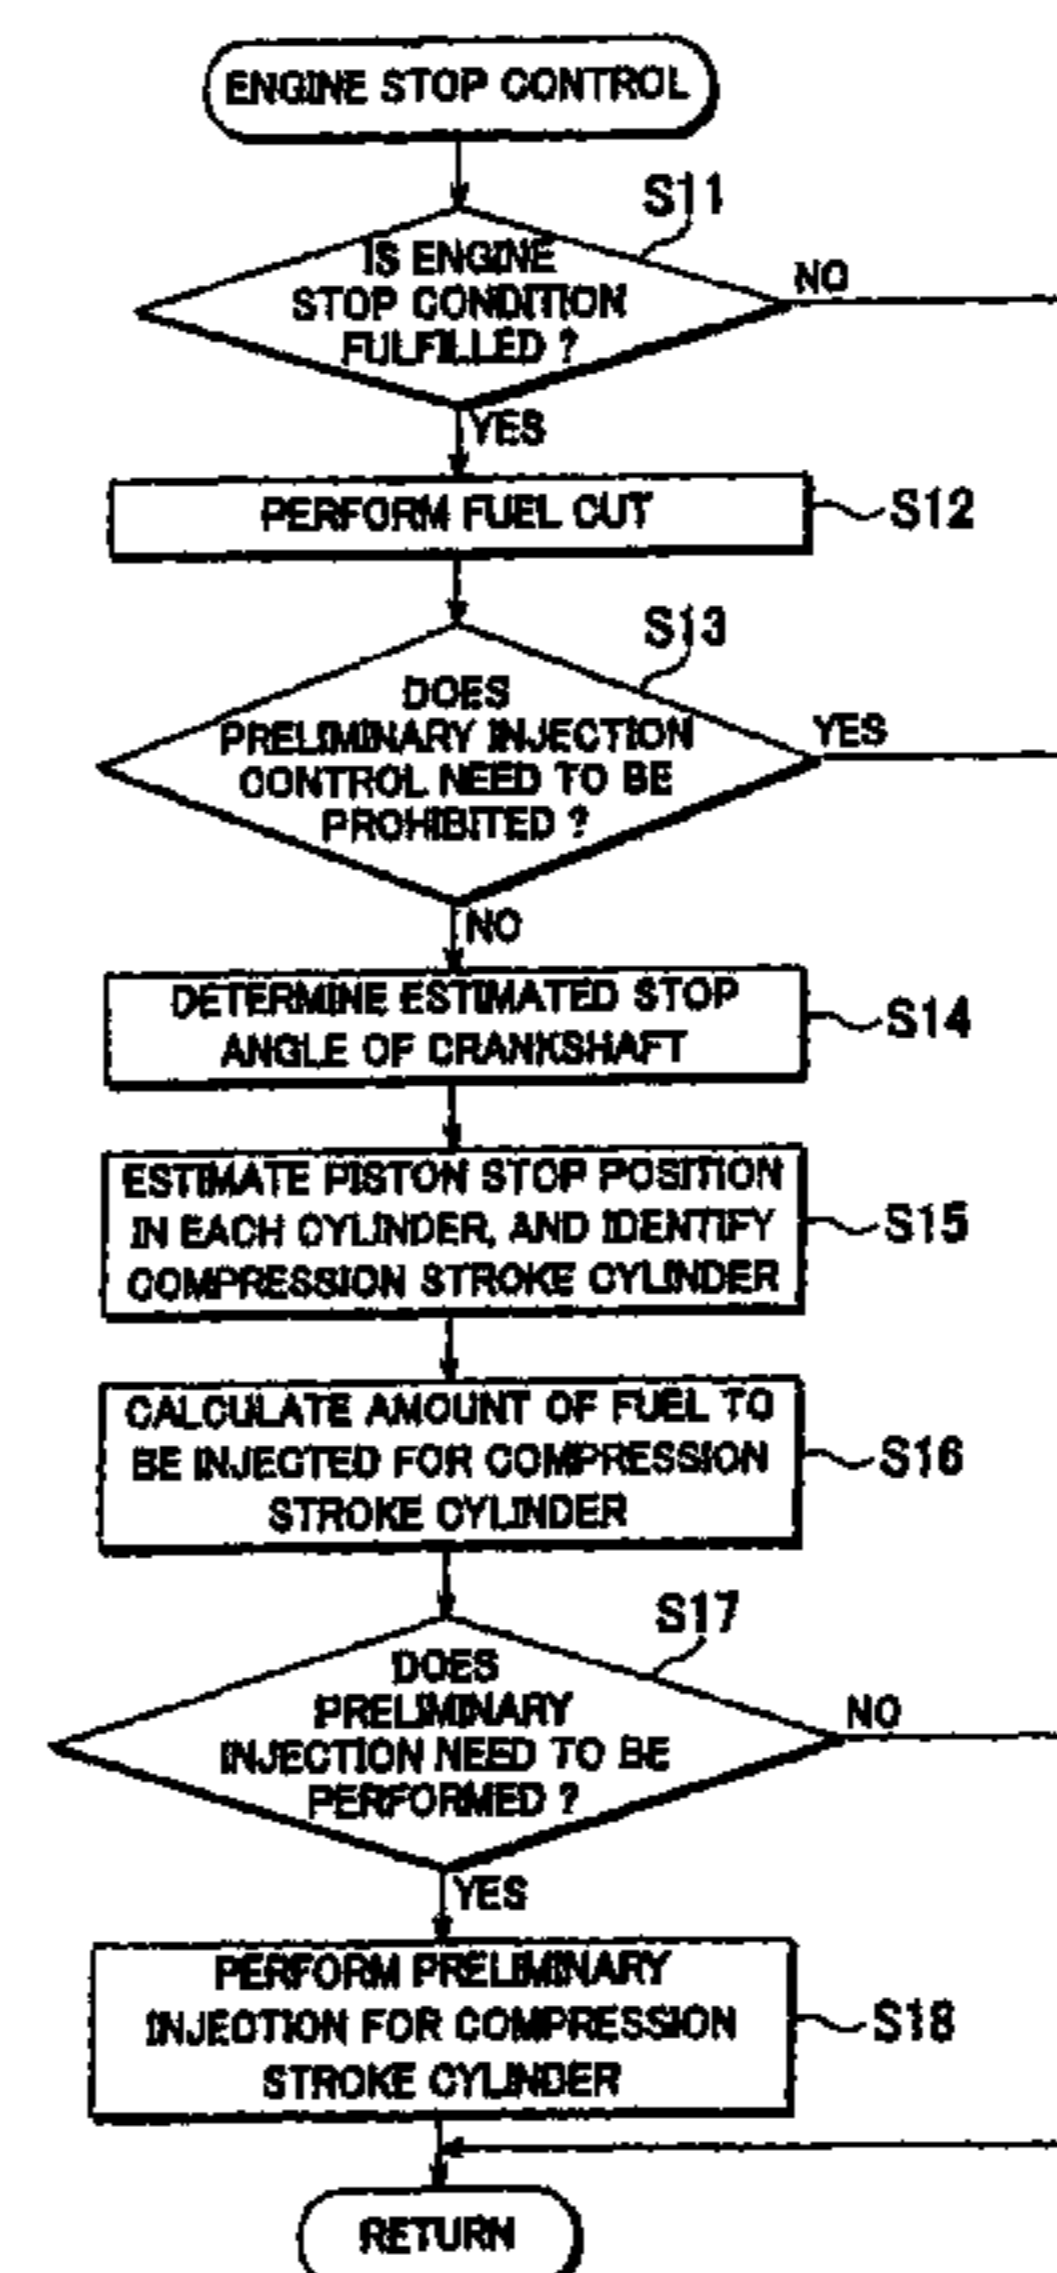 ENGINE STOP CONTROL
S11
IS ENGINE
STOP CONDITION
FULFILLED ?
NO
YES
PERFORM FUEL CUT
S12
S13
DOES
PRELIMINARY INJECTION
CONTROL NEED TO BE
PROHIBITED ?
YES
NO
DETERMINE ESTIMATED STOP
ANGLE OF CRANKSHAFT
S14
ESTIMATE PISTON STOP POSITION
IN EACH CYLINDER, AND IDENTIFY
COMPRESSION STROKE CYLINDER
S15
CALCULATE AMOUNT OF FUEL TO
BE INJECTED FOR COMPRESSION
STROKE CYLINDER
S16
S17
DOES
PRELIMINARY
INJECTION NEED TO BE
PERFORMED ?
NO
YES
PERFORM PRELIMINARY
INJECTION FOR COMPRESSION
STROKE CYLINDER
S18
RETURN